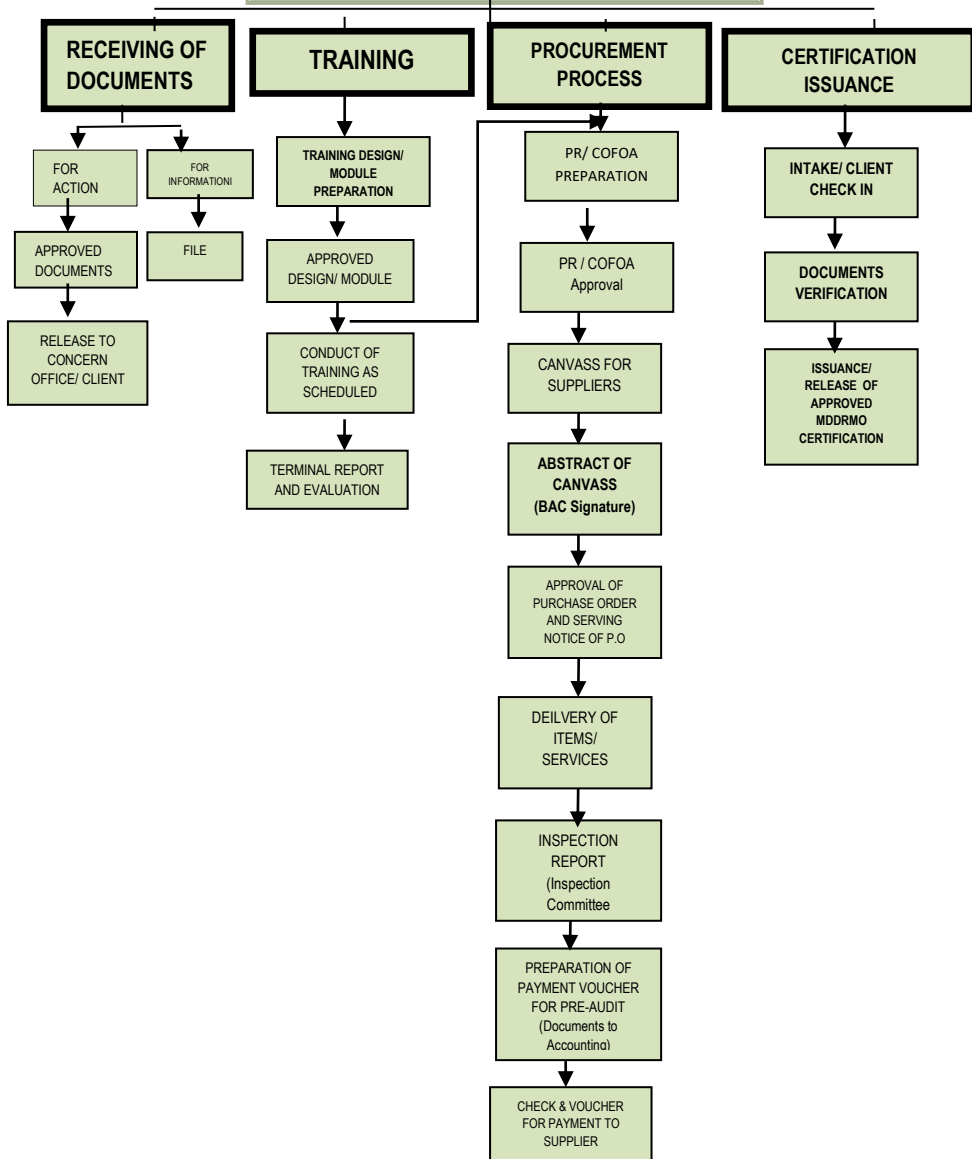 RECEIVING OF
DOCUMENTS
FOR
ACTION
FOR
INFORMATIONI
APPROVED
DOCUMENTS
FILE
RELEASE TO
CONCERN
OFFICE/ CLIENT
TRAINING
TRAINING DESIGN/
MODULE
PREPARATION
APPROVED
DESIGN/ MODULE
CONDUCT OF
TRAINING AS
SCHEDULED
TERMINAL REPORT
AND EVALUATION
PROCUREMENT
PROCESS
PR/ COFOA
PREPARATION
PR / COFOA
Approval
CANVASS FOR
SUPPLIERS
ABSTRACT OF
CANVASS
(BAC Signature)
APPROVAL OF
PURCHASE ORDER
AND SERVING
NOTICE OF P.O
DEILVERY OF
ITEMS/
SERVICES
INSPECTION
REPORT
(Inspection
Committee
PREPARATION OF
PAYMENT VOUCHER
FOR PRE-AUDIT
(Documents to
Accounting)
CHECK & VOUCHER
FOR PAYMENT TO
SUPPLIER
CERTIFICATION
ISSUANCE
INTAKE/ CLIENT
CHECK IN
DOCUMENTS
VERIFICATION
ISSUANCE/
RELEASE OF
APPROVED
MDDRMO
CERTIFICATION